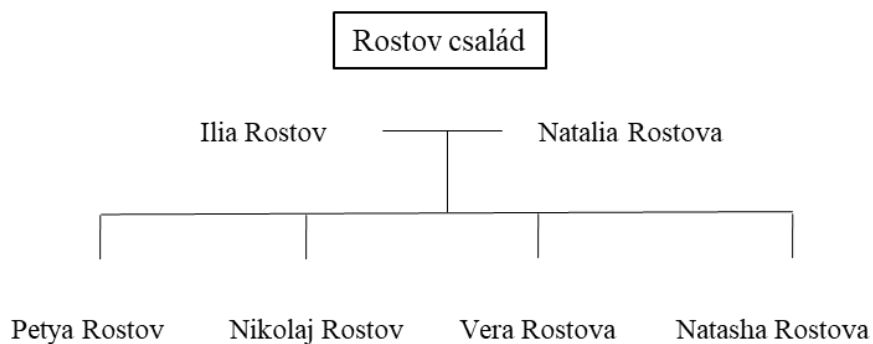 Rostov család
Ilia Rostov Natalia Rostova
Petya Rostov Nikolaj Rostov Vera Rostova Natasha Rostova